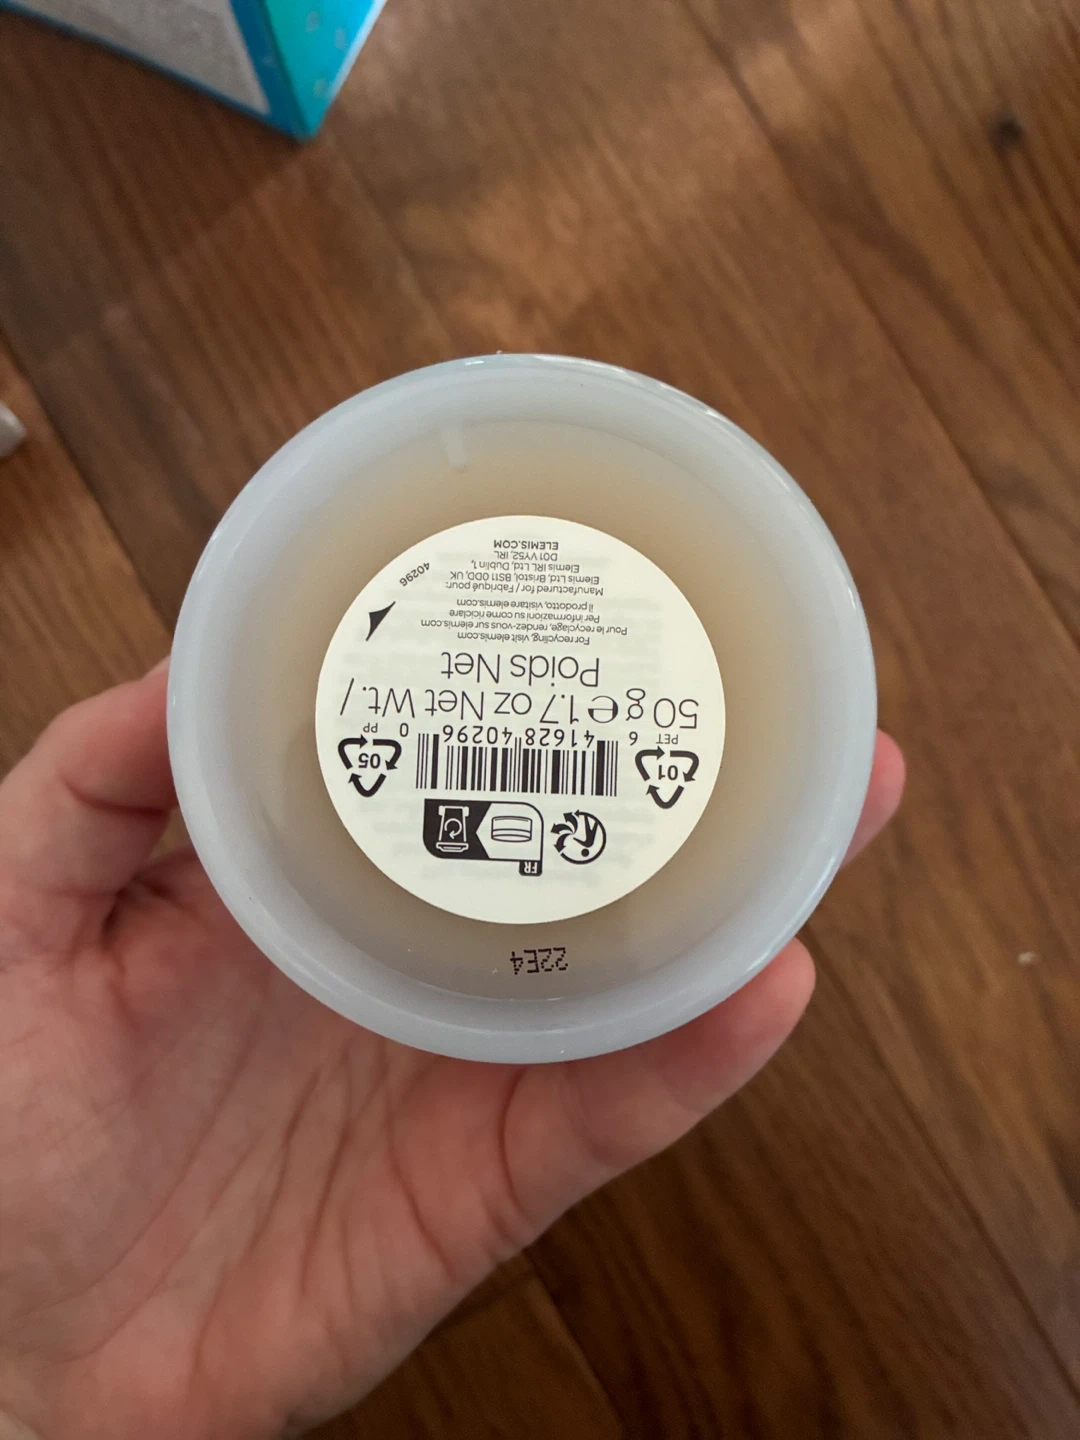 22E4
FR
01
PET
05
PP
6 41628 40296 0
50 g e 1.7 oz Net Wt. /
Poids Net
For recycling, visit elemis.com
Pour le recyclage, rendez-vous sur elemis.com
Per informazioni su come riciclare
il prodotto, visitare elemis.com
Manufactured for / Fabriqué pour:
Elemis Ltd, Bristol, BS11 0DD, UK
Elemis IRL Ltd, Dublin 1,
D01 VY52, IRL
ELEMIS.COM
40296